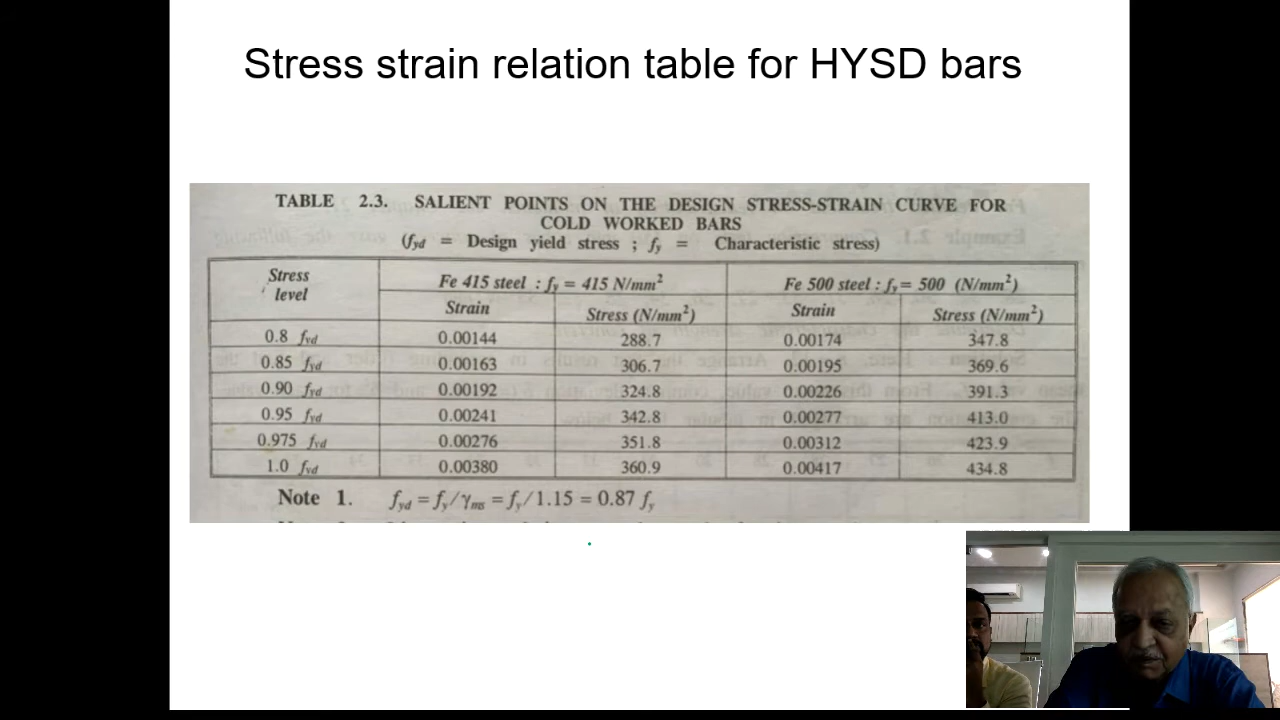 Stress strain relation table for HYSD bars
TABLE 2.3. SALIENT POINTS ON THE DESIGN STRESS-STRAIN CURVE FOR
COLD WORKED BARS
(fyd = Design yield stress ; fy = Characteristic stress)
Stress level Fe 415 steel : fy = 415 N/mm² Fe 500 steel : fy = 500 (N/mm²)
Strain Stress (N/mm²) Strain Stress (N/mm²)
0.8 fyd 0.00144 288.7 0.00174 347.8
0.85 fyd 0.00163 306.7 0.00195 369.6
0.90 fyd 0.00192 324.8 0.00226 391.3
0.95 fyd 0.00241 342.8 0.00277 413.0
0.975 fyd 0.00276 351.8 0.00312 423.9
1.0 fyd 0.00380 360.9 0.00417 434.8
Note 1. fyd = fy/γms = fy/1.15 = 0.87 fy